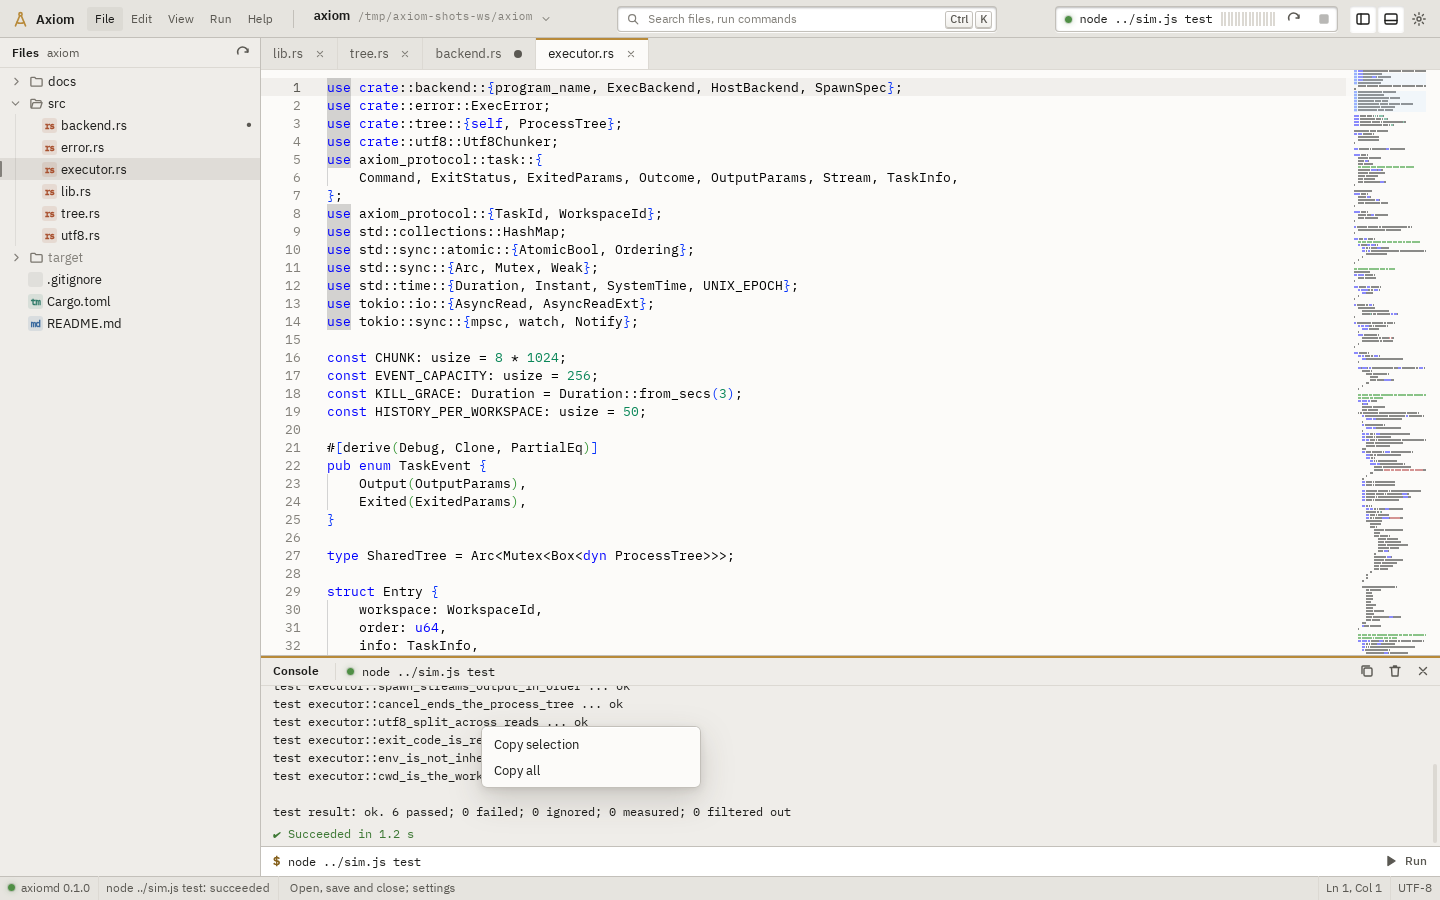 Axiom File Edit View Run Help axiom /tmp/axiom-shots-ws/axiom Search files, run commands Ctrl K node ../sim.js test
Files axiom
docs
src
rs backend.rs
rs error.rs
rs executor.rs
rs lib.rs
rs tree.rs
rs utf8.rs
target
.gitignore
tm Cargo.toml
md README.md
lib.rs tree.rs backend.rs executor.rs
1 use crate::backend::{program_name, ExecBackend, HostBackend, SpawnSpec};
2 use crate::error::ExecError;
3 use crate::tree::{self, ProcessTree};
4 use crate::utf8::Utf8Chunker;
5 use axiom_protocol::task::{
6 Command, ExitStatus, ExitedParams, Outcome, OutputParams, Stream, TaskInfo,
7 };
8 use axiom_protocol::{TaskId, WorkspaceId};
9 use std::collections::HashMap;
10 use std::sync::atomic::{AtomicBool, Ordering};
11 use std::sync::{Arc, Mutex, Weak};
12 use std::time::{Duration, Instant, SystemTime, UNIX_EPOCH};
13 use tokio::io::{AsyncRead, AsyncReadExt};
14 use tokio::sync::{mpsc, watch, Notify};
15
16 const CHUNK: usize = 8 * 1024;
17 const EVENT_CAPACITY: usize = 256;
18 const KILL_GRACE: Duration = Duration::from_secs(3);
19 const HISTORY_PER_WORKSPACE: usize = 50;
20
21 #[derive(Debug, Clone, PartialEq)]
22 pub enum TaskEvent {
23 Output(OutputParams),
24 Exited(ExitedParams),
25 }
26
27 type SharedTree = Arc<Mutex<Box<dyn ProcessTree>>>;
28
29 struct Entry {
30 workspace: WorkspaceId,
31 order: u64,
32 info: TaskInfo,
Console node ../sim.js test
test executor::spawn_streams_output_in_order ... ok
test executor::cancel_ends_the_process_tree ... ok
test executor::utf8_split_across_reads ... ok
test executor::exit_code_is_re
test executor::env_is_not_inhe
test executor::cwd_is_the_work
Copy selection
Copy all
test result: ok. 6 passed; 0 failed; 0 ignored; 0 measured; 0 filtered out
✔ Succeeded in 1.2 s
$ node ../sim.js test Run
axiomd 0.1.0 node ../sim.js test: succeeded Open, save and close; settings Ln 1, Col 1 UTF-8